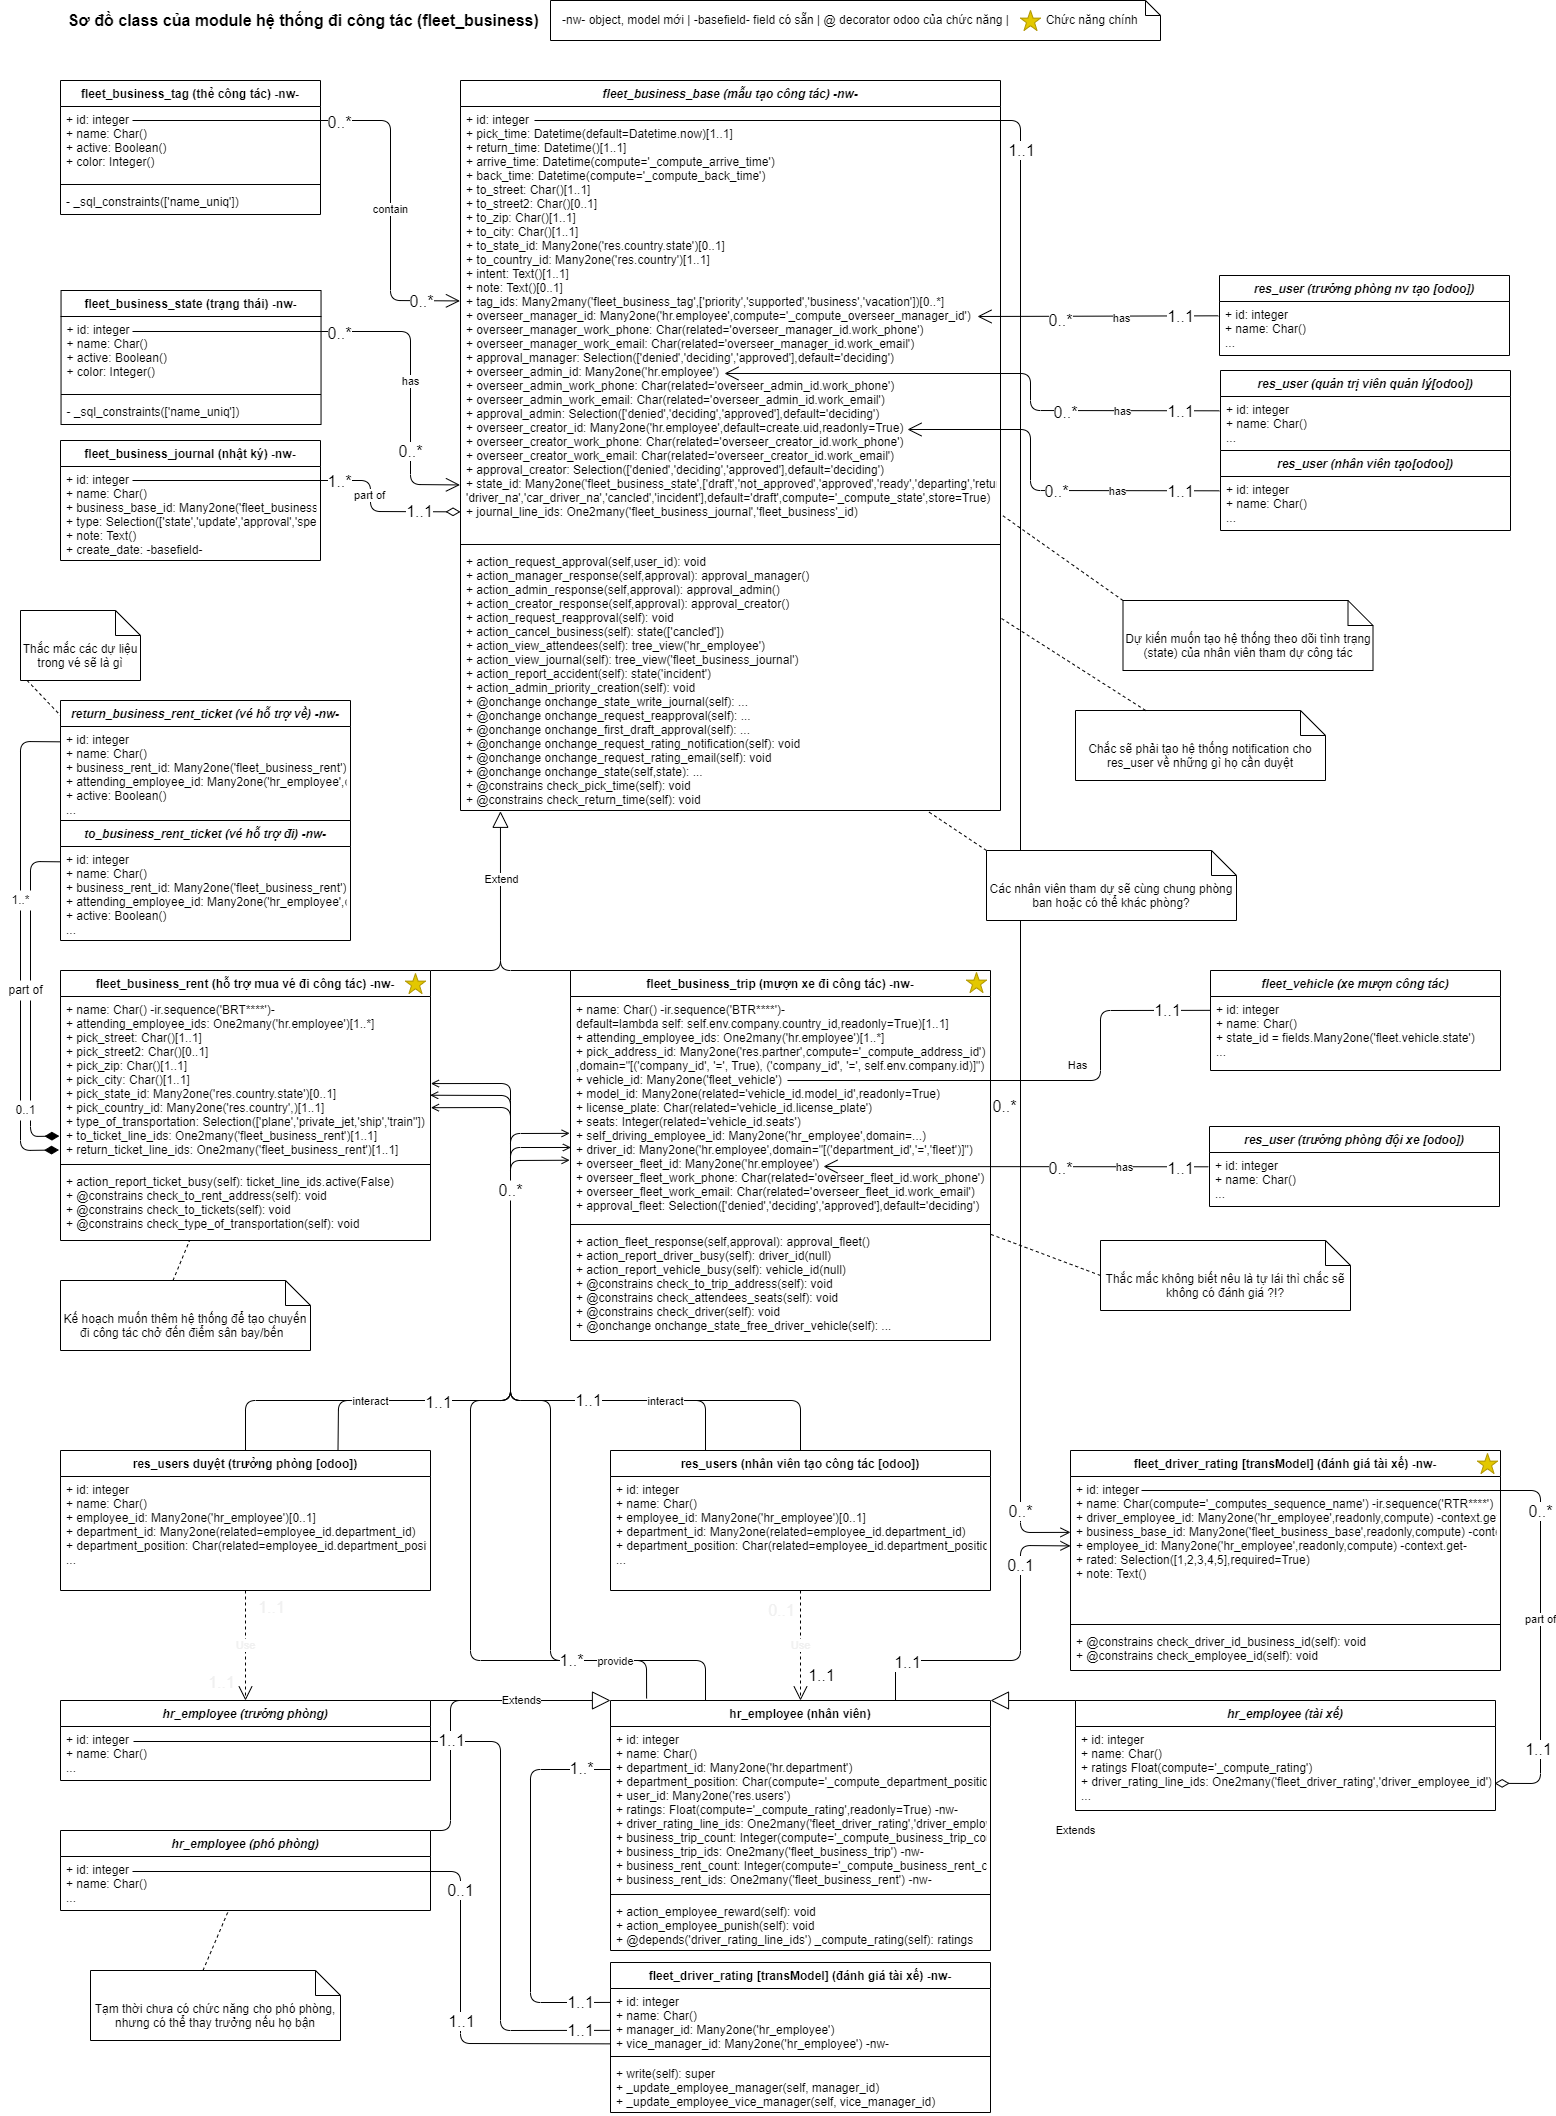 Sơ đồ class của module hệ thống đi công tác (fleet_business)
-nw- object, model mới | -basefield- field có sẵn | @ decorator odoo của chức năng | Chức năng chính
fleet_business_tag (thẻ công tác) -nw-
+ id: integer
+ name: Char()
+ active: Boolean()
+ color: Integer()
- _sql_constraints(['name_uniq'])
0..*
contain
0..*
fleet_business_state (trạng thái) -nw-
+ id: integer
+ name: Char()
+ active: Boolean()
+ color: Integer()
- _sql_constraints(['name_uniq'])
0..*
has
0..*
fleet_business_journal (nhật ký) -nw-
+ id: integer
+ name: Char()
+ business_base_id: Many2one('fleet_business
+ type: Selection(['state','update','approval','spe
+ note: Text()
+ create_date: -basefield-
1..*
part of
1..1
fleet_business_base (mẫu tạo công tác) -nw-
+ id: integer
+ pick_time: Datetime(default=Datetime.now)[1..1]
+ return_time: Datetime()[1..1]
+ arrive_time: Datetime(compute='_compute_arrive_time')
+ back_time: Datetime(compute='_compute_back_time')
+ to_street: Char()[1..1]
+ to_street2: Char()[0..1]
+ to_zip: Char()[1..1]
+ to_city: Char()[1..1]
+ to_state_id: Many2one('res.country.state')[0..1]
+ to_country_id: Many2one('res.country')[1..1]
+ intent: Text()[1..1]
+ note: Text()[0..1]
+ tag_ids: Many2many('fleet_business_tag',['priority','supported','business','vacation'])[0..*]
+ overseer_manager_id: Many2one('hr.employee',compute='_compute_overseer_manager_id')
+ overseer_manager_work_phone: Char(related='overseer_manager_id.work_phone')
+ overseer_manager_work_email: Char(related='overseer_manager_id.work_email')
+ approval_manager: Selection(['denied','deciding','approved'],default='deciding')
+ overseer_admin_id: Many2one('hr.employee')
+ overseer_admin_work_phone: Char(related='overseer_admin_id.work_phone')
+ overseer_admin_work_email: Char(related='overseer_admin_id.work_email')
+ approval_admin: Selection(['denied','deciding','approved'],default='deciding')
+ overseer_creator_id: Many2one('hr.employee',default=create.uid,readonly=True)
+ overseer_creator_work_phone: Char(related='overseer_creator_id.work_phone')
+ overseer_creator_work_email: Char(related='overseer_creator_id.work_email')
+ approval_creator: Selection(['denied','deciding','approved'],default='deciding')
+ state_id: Many2one('fleet_business_state',['draft','not_approved','approved','ready','departing','retu
'driver_na','car_driver_na','cancled','incident'],default='draft',compute='_compute_state',store=True)
+ journal_line_ids: One2many('fleet_business_journal','fleet_business'_id)
+ action_request_approval(self,user_id): void
+ action_manager_response(self,approval): approval_manager()
+ action_admin_response(self,approval): approval_admin()
+ action_creator_response(self,approval): approval_creator()
+ action_request_reapproval(self): void
+ action_cancel_business(self): state(['cancled'])
+ action_view_attendees(self): tree_view('hr_employee')
+ action_view_journal(self): tree_view('fleet_business_journal')
+ action_report_accident(self): state('incident')
+ action_admin_priority_creation(self): void
+ @onchange onchange_state_write_journal(self): ...
+ @onchange onchange_request_reapproval(self): ...
+ @onchange onchange_first_draft_approval(self): ...
+ @onchange onchange_request_rating_notification(self): void
+ @onchange onchange_request_rating_email(self): void
+ @onchange onchange_state(self,state): ...
+ @constrains check_pick_time(self): void
+ @constrains check_return_time(self): void
1..1
res_user (trưởng phòng nv tạo [odoo])
+ id: integer
+ name: Char()
...
0..* has 1..1
res_user (quản trị viên quản lý[odoo])
+ id: integer
+ name: Char()
...
0..* has 1..1
res_user (nhân viên tạo[odoo])
+ id: integer
+ name: Char()
...
0..* has 1..1
Dự kiến muốn tạo hệ thống theo dõi tình trạng
(state) của nhân viên tham dự công tác
Chắc sẽ phải tạo hệ thống notification cho
res_user về những gì họ cần duyệt
Các nhân viên tham dự sẽ cùng chung phòng
ban hoặc có thể khác phòng?
Thắc mắc các dự liệu
trong vé sẽ là gì
return_business_rent_ticket (vé hỗ trợ về) -nw-
+ id: integer
+ name: Char()
+ business_rent_id: Many2one('fleet_business_rent')
+ attending_employee_id: Many2one('hr_employee',
+ active: Boolean()
...
to_business_rent_ticket (vé hỗ trợ đi) -nw-
+ id: integer
+ name: Char()
+ business_rent_id: Many2one('fleet_business_rent')
+ attending_employee_id: Many2one('hr_employee',
+ active: Boolean()
...
1..*
part of
0..1
Extend
fleet_business_rent (hỗ trợ mua vé đi công tác) -nw-
+ name: Char() -ir.sequence('BRT****')-
+ attending_employee_ids: One2many('hr.employee')[1..*]
+ pick_street: Char()[1..1]
+ pick_street2: Char()[0..1]
+ pick_zip: Char()[1..1]
+ pick_city: Char()[1..1]
+ pick_state_id: Many2one('res.country.state')[0..1]
+ pick_country_id: Many2one('res.country',)[1..1]
+ type_of_transportation: Selection(['plane','private_jet,'ship','train''])
+ to_ticket_line_ids: One2many('fleet_business_rent')[1..1]
+ return_ticket_line_ids: One2many('fleet_business_rent')[1..1]
+ action_report_ticket_busy(self): ticket_line_ids.active(False)
+ @constrains check_to_rent_address(self): void
+ @constrains check_to_tickets(self): void
+ @constrains check_type_of_transportation(self): void
Kế hoạch muốn thêm hệ thống để tạo chuyến
đi công tác chở đến điểm sân bay/bến
fleet_business_trip (mượn xe đi công tác) -nw-
+ name: Char() -ir.sequence('BTR****')-
default=lambda self: self.env.company.country_id,readonly=True)[1..1]
+ attending_employee_ids: One2many('hr.employee')[1..*]
+ pick_address_id: Many2one('res.partner',compute='_compute_address_id')
,domain="[('company_id', '=', True), ('company_id', '=', self.env.company.id)]")
+ vehicle_id: Many2one('fleet_vehicle')
+ model_id: Many2one(related='vehicle_id.model_id',readonly=True)
+ license_plate: Char(related='vehicle_id.license_plate')
+ seats: Integer(related='vehicle_id.seats')
+ self_driving_employee_id: Many2one('hr_employee',domain=...)
+ driver_id: Many2one('hr.employee',domain="[('department_id','=','fleet')]")
+ overseer_fleet_id: Many2one('hr.employee')
+ overseer_fleet_work_phone: Char(related='overseer_fleet_id.work_phone')
+ overseer_fleet_work_email: Char(related='overseer_fleet_id.work_email')
+ approval_fleet: Selection(['denied','deciding','approved'],default='deciding')
+ action_fleet_response(self,approval): approval_fleet()
+ action_report_driver_busy(self): driver_id(null)
+ action_report_vehicle_busy(self): vehicle_id(null)
+ @constrains check_to_trip_address(self): void
+ @constrains check_attendees_seats(self): void
+ @constrains check_driver(self): void
+ @onchange onchange_state_free_driver_vehicle(self): ...
0..*
fleet_vehicle (xe mượn công tác)
+ id: integer
+ name: Char()
+ state_id = fields.Many2one('fleet.vehicle.state')
...
1..1
Has
0..*
res_user (trưởng phòng đội xe [odoo])
+ id: integer
+ name: Char()
...
0..* has 1..1
Thắc mắc không biết nêu là tự lái thì chắc sẽ
không có đánh giá ?!?
interact 1..1
1..1 interact
res_users duyệt (trưởng phòng [odoo])
+ id: integer
+ name: Char()
+ employee_id: Many2one('hr_employee')[0..1]
+ department_id: Many2one(related=employee_id.department_id)
+ department_position: Char(related=employee_id.department_posi
...
1..1
Use
1..1
res_users (nhân viên tạo công tác [odoo])
+ id: integer
+ name: Char()
+ employee_id: Many2one('hr_employee')[0..1]
+ department_id: Many2one(related=employee_id.department_id)
+ department_position: Char(related=employee_id.department_positic
...
0..1
Use
1..1
fleet_driver_rating [transModel] (đánh giá tài xế) -nw-
+ id: integer
+ name: Char(compute='_computes_sequence_name') -ir.sequence('RTR****')
+ driver_employee_id: Many2one('hr_employee',readonly,compute) -context.ge
+ business_base_id: Many2one('fleet_business_base',readonly,compute) -cont
+ employee_id: Many2one('hr_employee',readonly,compute) -context.get-
+ rated: Selection([1,2,3,4,5],required=True)
+ note: Text()
+ @constrains check_driver_id_business_id(self): void
+ @constrains check_employee_id(self): void
0..*
0..1
0..*
part of
1..1
1..* provide
1..1
hr_employee (trưởng phòng)
+ id: integer
+ name: Char()
...
Extends
1..1
hr_employee (nhân viên)
+ id: integer
+ name: Char()
+ department_id: Many2one('hr.department')
+ department_position: Char(compute='_compute_department_positic
+ user_id: Many2one('res.users')
+ ratings: Float(compute='_compute_rating',readonly=True) -nw-
+ driver_rating_line_ids: One2many('fleet_driver_rating','driver_emplo
+ business_trip_count: Integer(compute='_compute_business_trip_co
+ business_trip_ids: One2many('fleet_business_trip') -nw-
+ business_rent_count: Integer(compute='_compute_business_rent_c
+ business_rent_ids: One2many('fleet_business_rent') -nw-
+ action_employee_reward(self): void
+ action_employee_punish(self): void
+ @depends('driver_rating_line_ids') _compute_rating(self): ratings
hr_employee (tài xế)
+ id: integer
+ name: Char()
+ ratings Float(compute='_compute_rating')
+ driver_rating_line_ids: One2many('fleet_driver_rating','driver_employee_id')
...
Extends
hr_employee (phó phòng)
+ id: integer
+ name: Char()
...
0..1
1..*
Tạm thời chưa có chức năng cho phó phòng,
nhưng có thể thay trưởng nếu họ bận
fleet_driver_rating [transModel] (đánh giá tài xế) -nw-
+ id: integer
+ name: Char()
+ manager_id: Many2one('hr_employee')
+ vice_manager_id: Many2one('hr_employee') -nw-
+ write(self): super
+ _update_employee_manager(self, manager_id)
+ _update_employee_vice_manager(self, vice_manager_id)
1..1
1..1
1..1